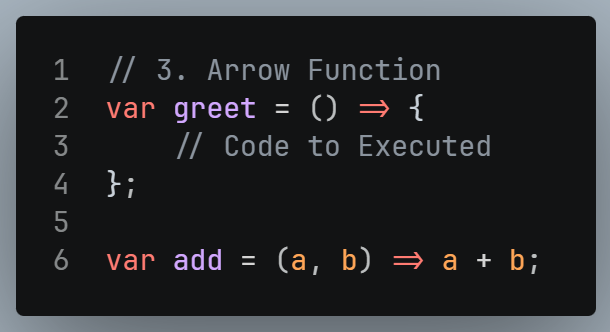 1 // 3. Arrow Function
2 var greet = () => {
3     // Code to Executed
4 };
5
6 var add = (a, b) => a + b;